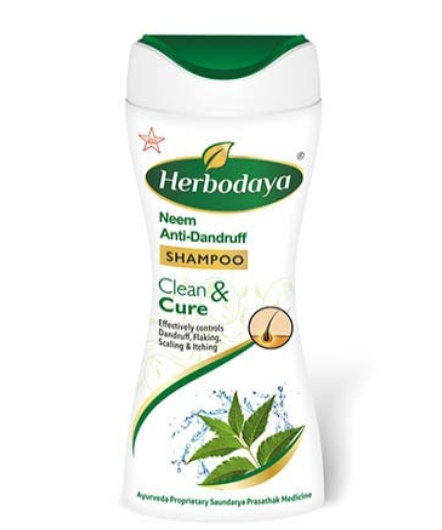 ®
Herbodaya
Neem
Anti-Dandruff
SHAMPOO
Clean &
Cure
Effectively controls
Dandruff, Flaking,
Scaling & Itching
Ayurveda Proprietary Saundarya Prasathak Medicine